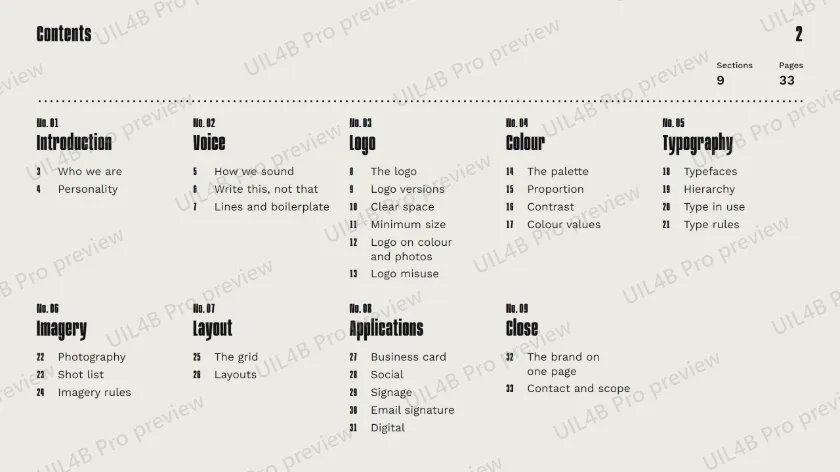 Contents
2
Sections
Pages
9
33
No. 01
Introduction
3 Who we are
4 Personality
No. 02
Voice
5 How we sound
6 Write this, not that
7 Lines and boilerplate
No. 03
Logo
8 The logo
9 Logo versions
10 Clear space
11 Minimum size
12 Logo on colour
and photos
13 Logo misuse
No. 04
Colour
14 The palette
15 Proportion
16 Contrast
17 Colour values
No. 05
Typography
18 Typefaces
19 Hierarchy
20 Type in use
21 Type rules
No. 06
Imagery
22 Photography
23 Shot list
24 Imagery rules
No. 07
Layout
25 The grid
26 Layouts
No. 08
Applications
27 Business card
28 Social
29 Signage
30 Email signature
31 Digital
No. 09
Close
32 The brand on
one page
33 Contact and scope
UIL4B Pro preview